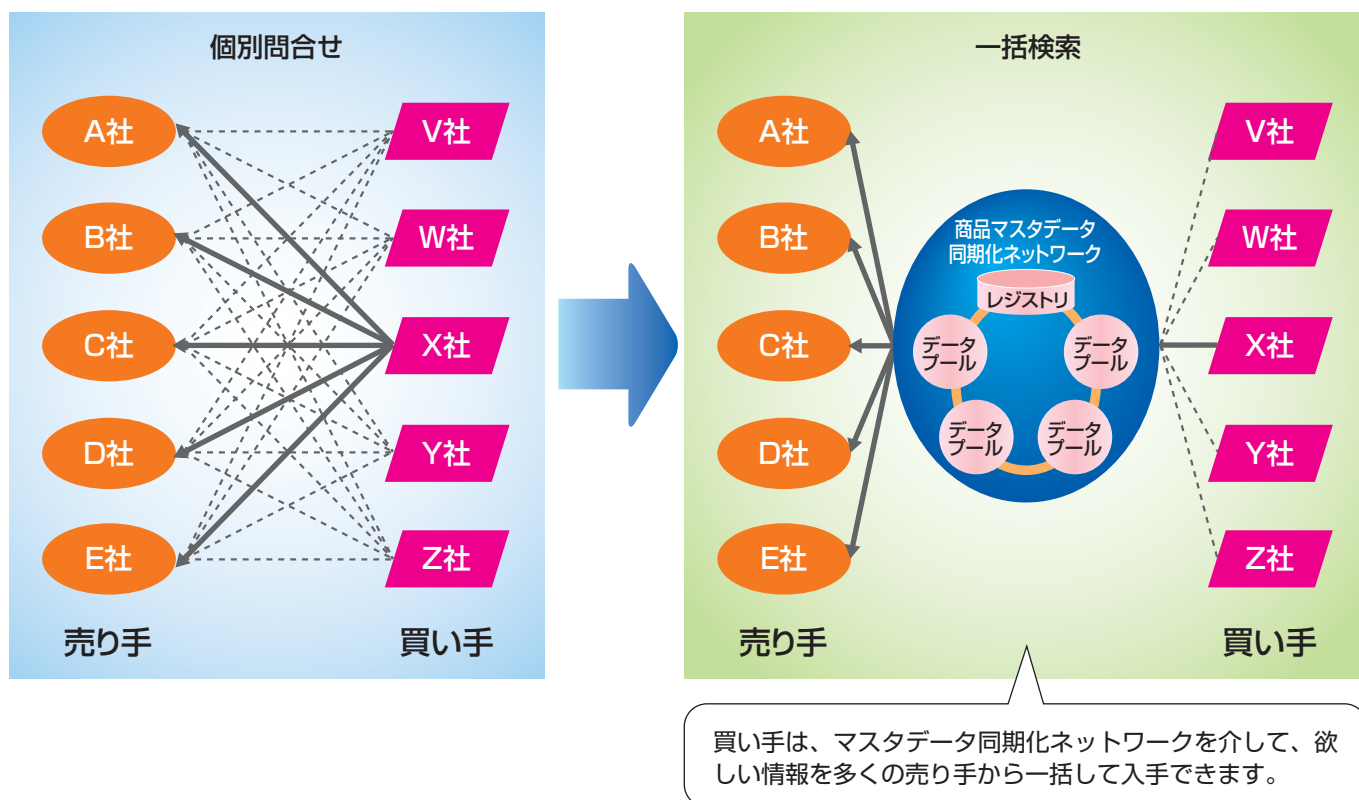 個別問合せ
A社
V社
B社
W社
C社
X社
D社
Y社
E社
Z社
売り手
買い手
一括検索
A社
V社
B社
W社
C社
X社
D社
Y社
E社
Z社
商品マスタデータ
同期化ネットワーク
レジストリ
データ
プール
データ
プール
データ
プール
データ
プール
売り手
買い手
買い手は、マスタデータ同期化ネットワークを介して、欲
しい情報を多くの売り手から一括して入手できます。